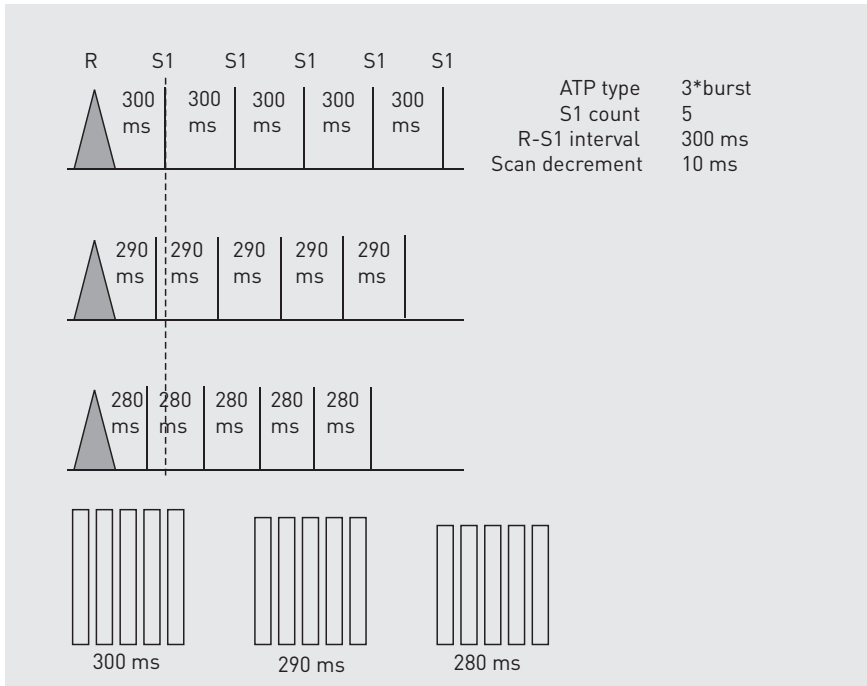 R S1 S1 S1 S1 S1
300 ms 300 ms 300 ms 300 ms 300 ms
ATP type 3*burst
S1 count 5
R-S1 interval 300 ms
Scan decrement 10 ms
290 ms 290 ms 290 ms 290 ms 290 ms
280 ms 280 ms 280 ms 280 ms 280 ms
300 ms 290 ms 280 ms